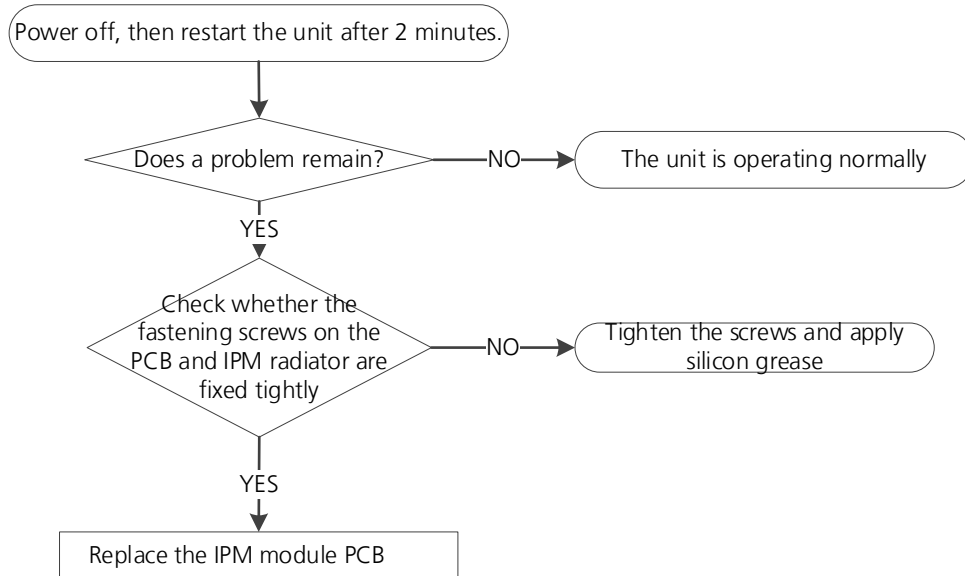 Power off, then restart the unit after 2 minutes.
Does a problem remain?
NO
The unit is operating normally
YES
Check whether the
fastening screws on the
PCB and IPM radiator are
fixed tightly
NO
Tighten the screws and apply
silicon grease
YES
Replace the IPM module PCB